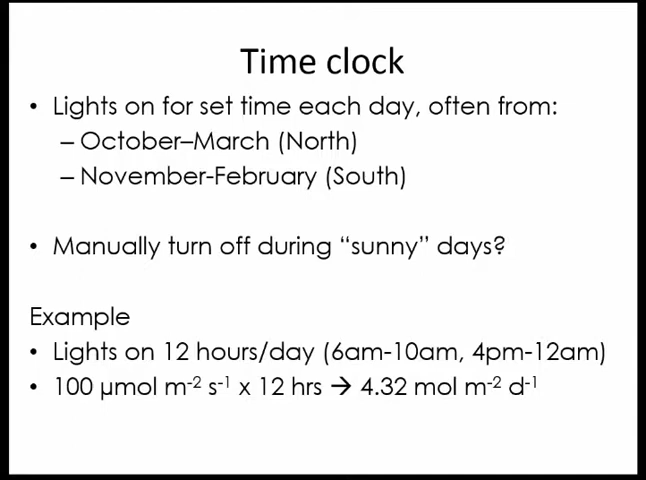 Time clock
• Lights on for set time each day, often from:
– October–March (North)
– November-February (South)
• Manually turn off during “sunny” days?
Example
• Lights on 12 hours/day (6am-10am, 4pm-12am)
• 100 µmol m⁻² s⁻¹ x 12 hrs → 4.32 mol m⁻² d⁻¹